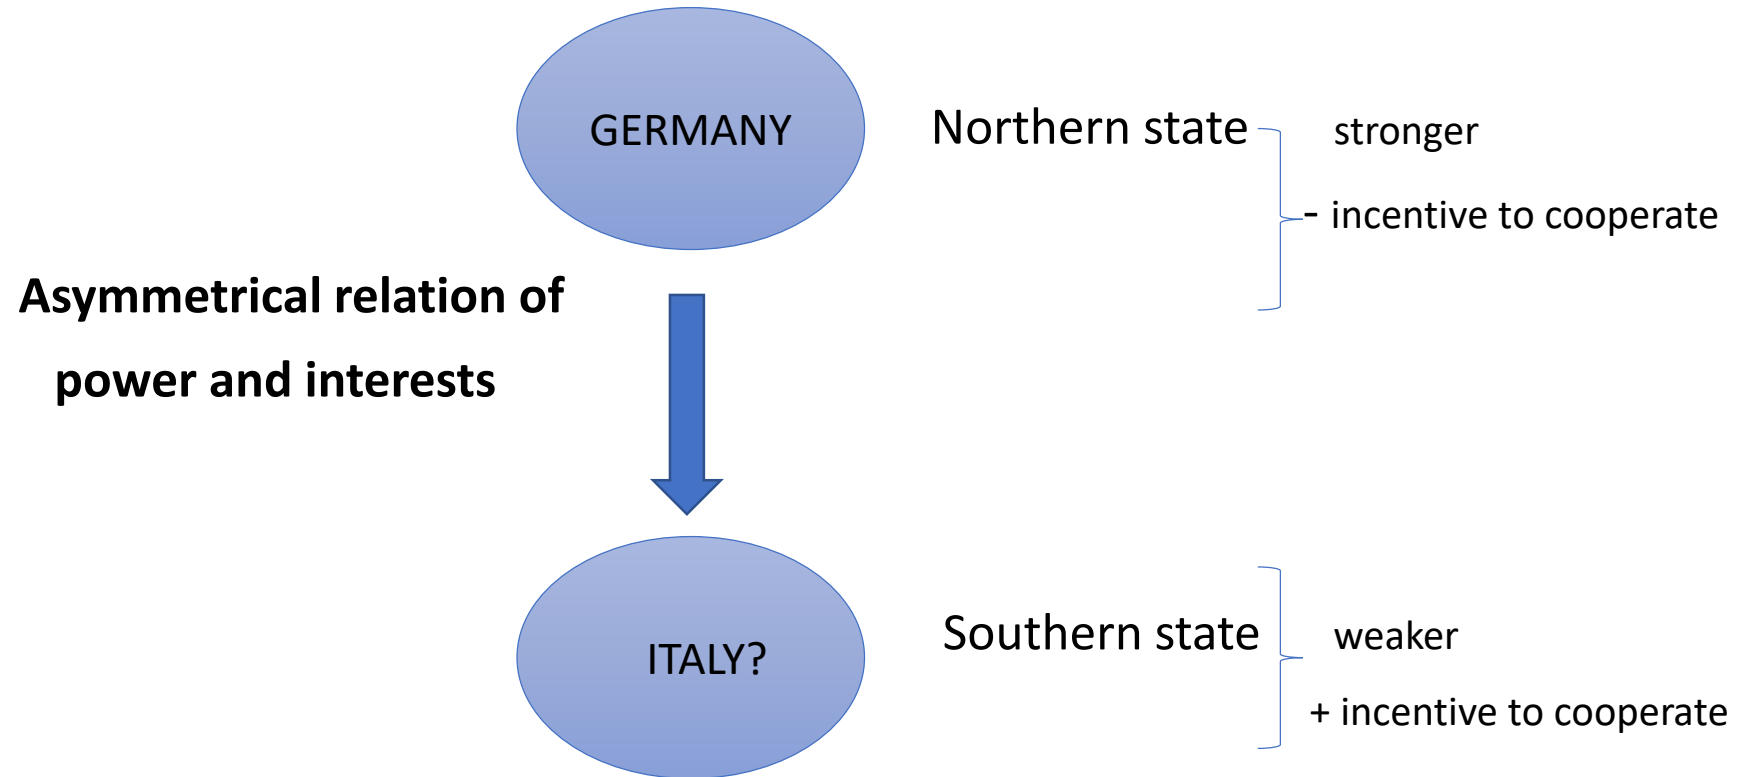 GERMANY
Northern state
stronger
- incentive to cooperate
Asymmetrical relation of
power and interests
ITALY?
Southern state
weaker
+ incentive to cooperate